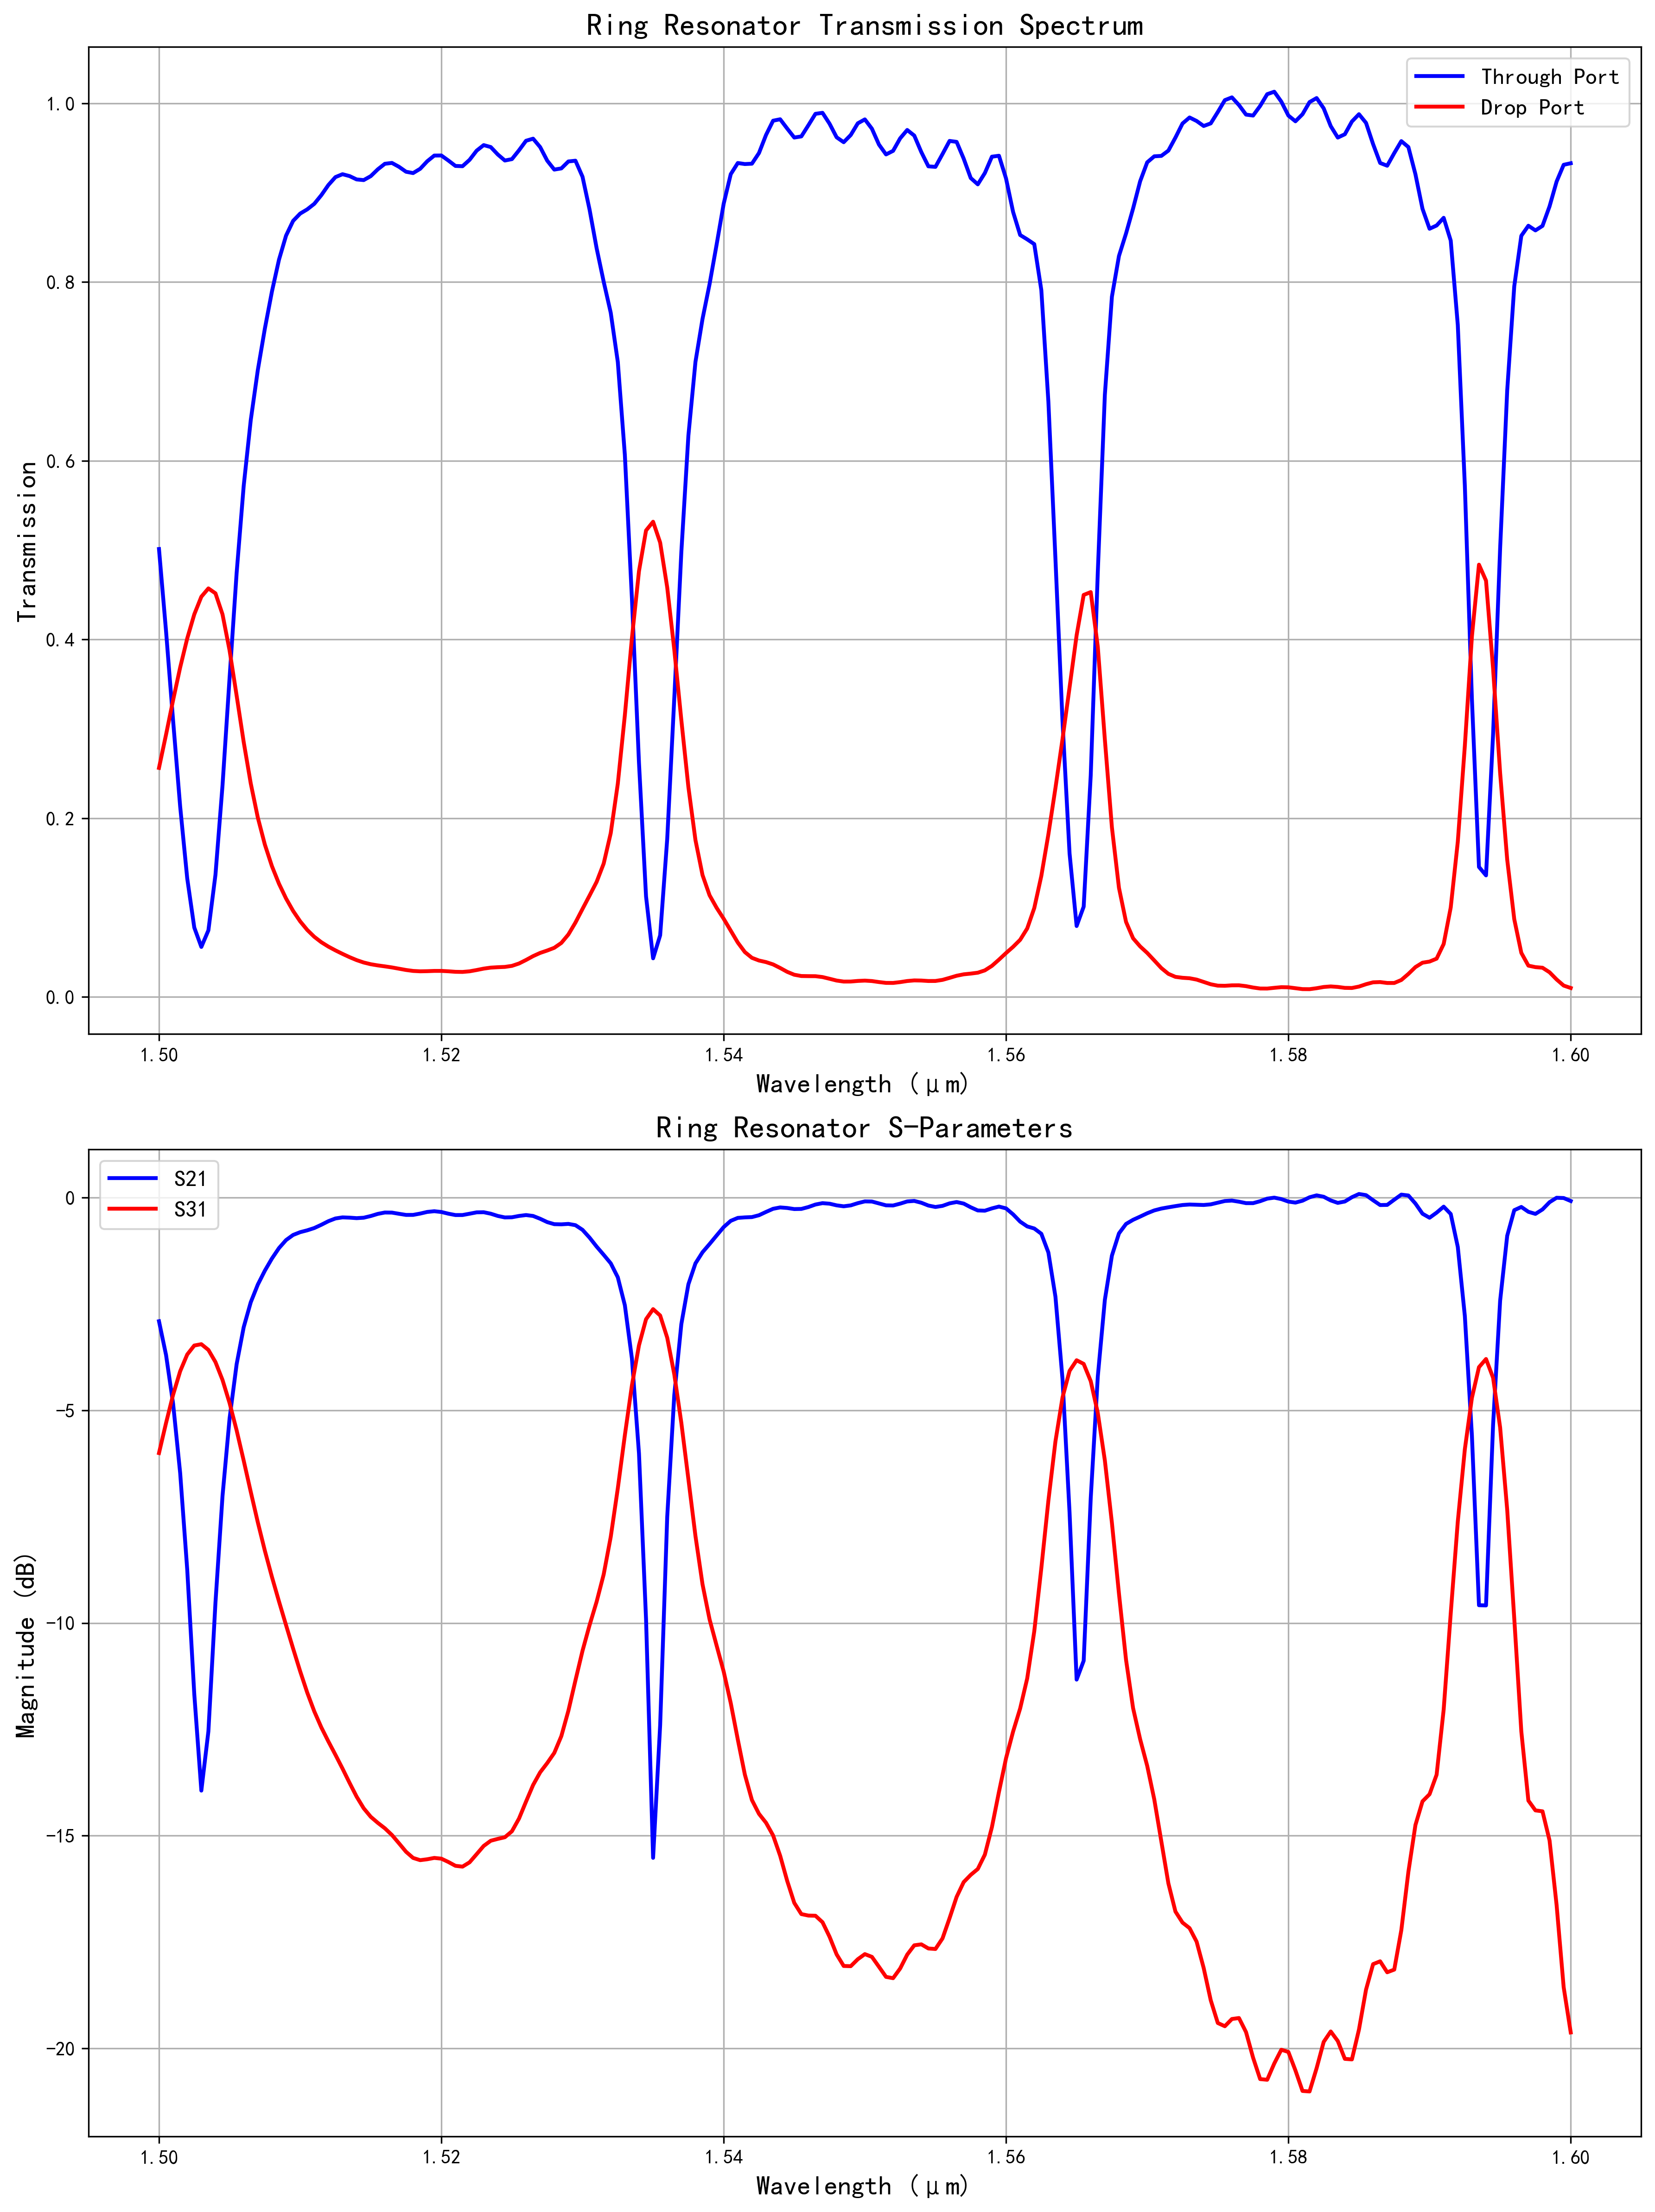 Ring Resonator Transmission Spectrum
Through Port
Drop Port
Transmission
1.0
0.8
0.6
0.4
0.2
0.0
1.50 1.52 1.54 1.56 1.58 1.60
Wavelength (μm)
Ring Resonator S-Parameters
S21
S31
Magnitude (dB)
0
−5
−10
−15
−20
1.50 1.52 1.54 1.56 1.58 1.60
Wavelength (μm)